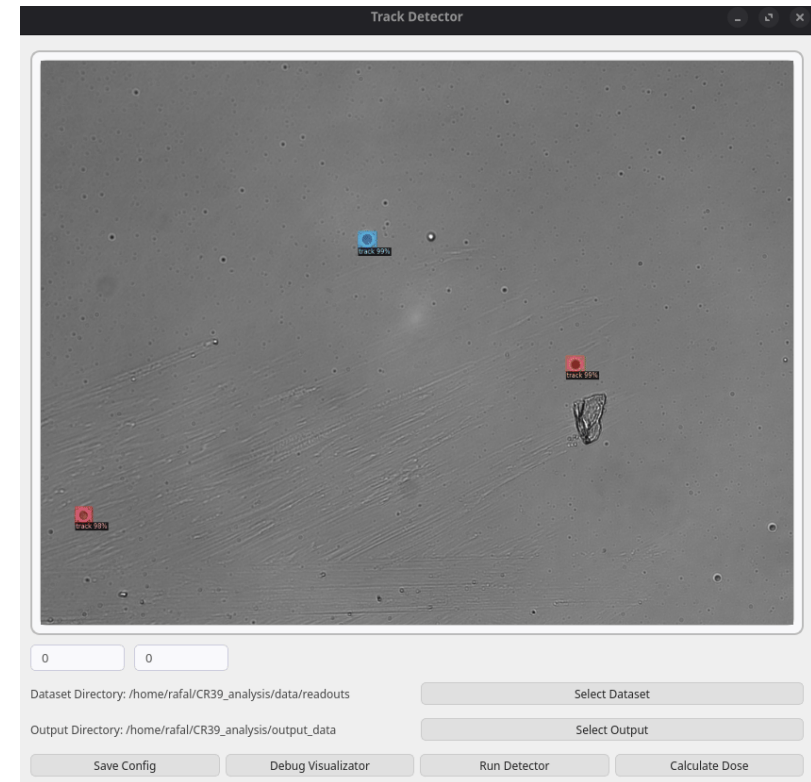 Track Detector
track 99%
track 99%
track 98%
0 0
Dataset Directory: /home/rafal/CR39_analysis/data/readouts Select Dataset
Output Directory: /home/rafal/CR39_analysis/output_data Select Output
Save Config Debug Visualizator Run Detector Calculate Dose